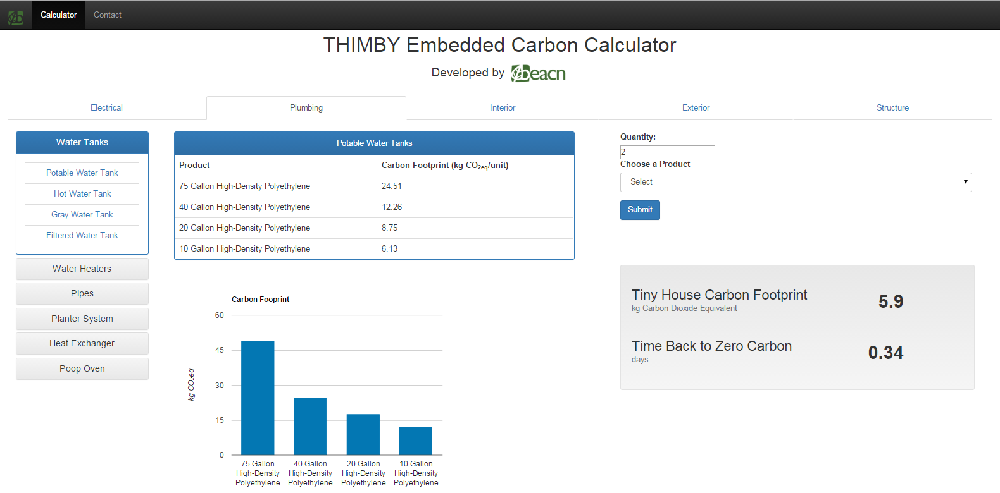 Calculator Contact
THIMBY Embedded Carbon Calculator
Developed by beacn
Electrical Plumbing Interior Exterior Structure
Water Tanks
Potable Water Tank
Hot Water Tank
Gray Water Tank
Filtered Water Tank
Water Heaters
Pipes
Planter System
Heat Exchanger
Poop Oven
Potable Water Tanks
Product Carbon Footprint (kg CO2eq/unit)
75 Gallon High-Density Polyethylene 24.51
40 Gallon High-Density Polyethylene 12.26
20 Gallon High-Density Polyethylene 8.75
10 Gallon High-Density Polyethylene 6.13
Carbon Fooprint
60
45
30
15
0
kg CO2eq
75 Gallon High-Density Polyethylene
40 Gallon High-Density Polyethylene
20 Gallon High-Density Polyethylene
10 Gallon High-Density Polyethylene
Quantity:
2
Choose a Product
Select
Submit
Tiny House Carbon Footprint 5.9
kg Carbon Dioxide Equivalent
Time Back to Zero Carbon 0.34
days